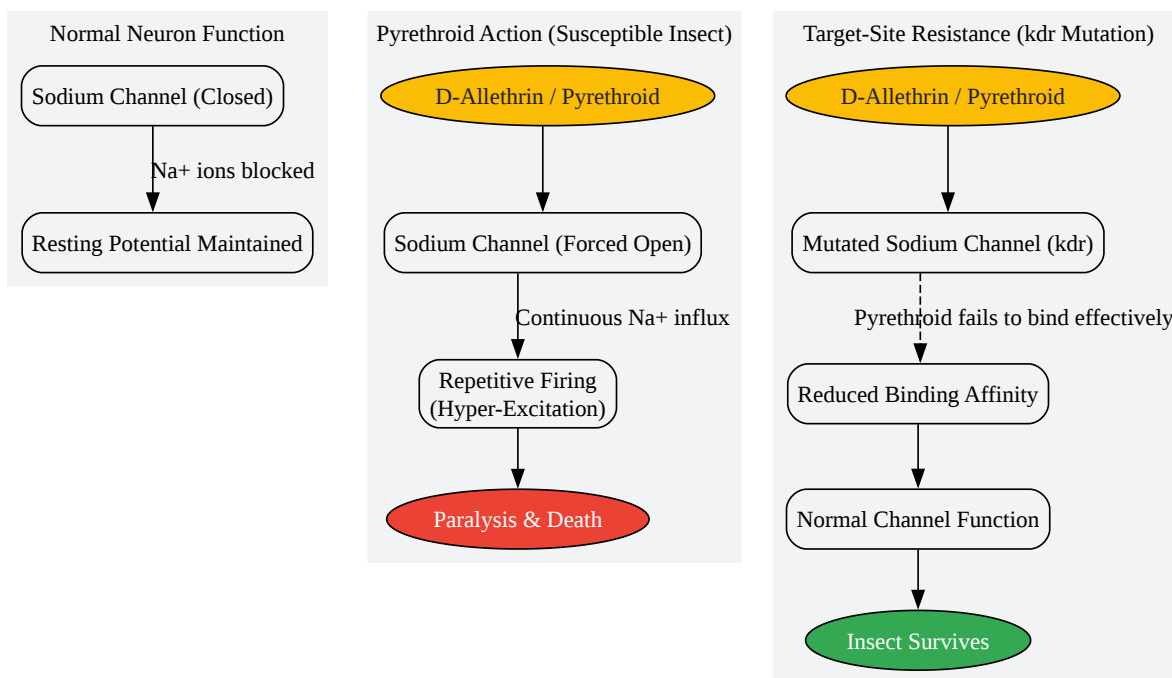 Normal Neuron Function
Sodium Channel (Closed)
Na+ ions blocked
Resting Potential Maintained
Pyrethroid Action (Susceptible Insect)
D-Allethrin / Pyrethroid
Sodium Channel (Forced Open)
Continuous Na+ influx
Repetitive Firing
(Hyper-Excitation)
Paralysis & Death
Target-Site Resistance (kdr Mutation)
D-Allethrin / Pyrethroid
Mutated Sodium Channel (kdr)
Pyrethroid fails to bind effectively
Reduced Binding Affinity
Normal Channel Function
Insect Survives